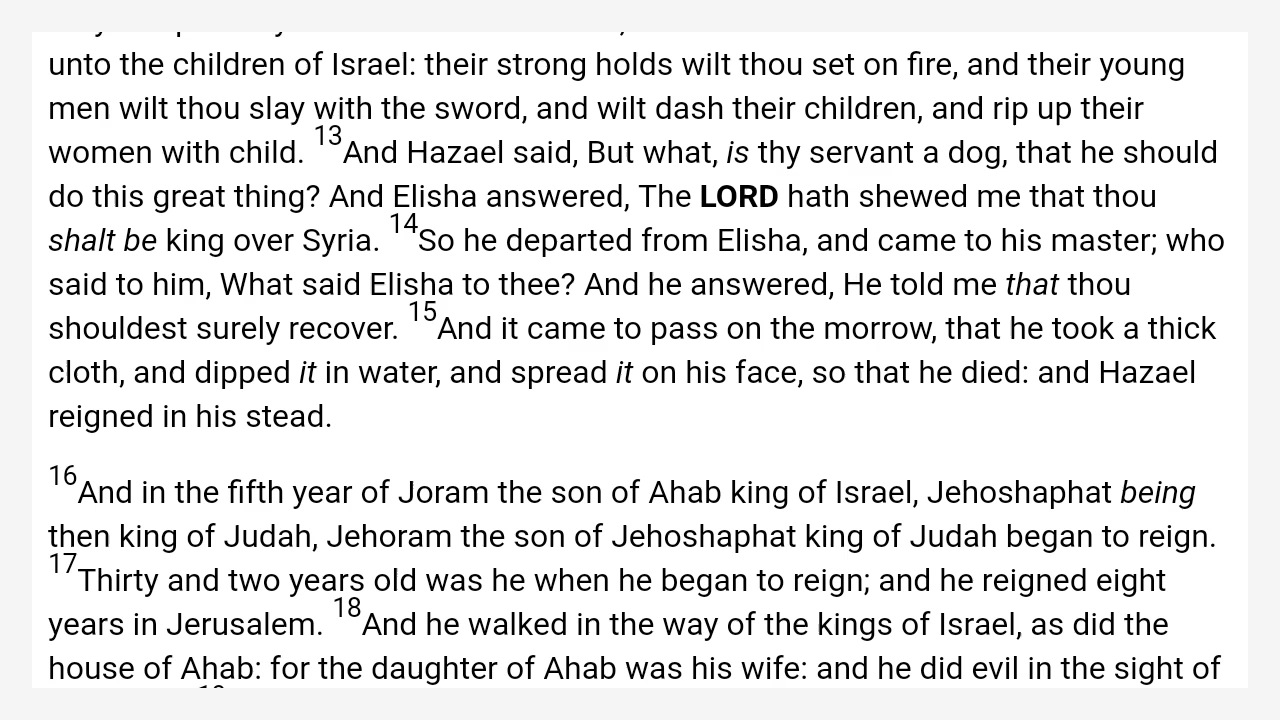 unto the children of Israel: their strong holds wilt thou set on fire, and their young
men wilt thou slay with the sword, and wilt dash their children, and rip up their
women with child. 13And Hazael said, But what, is thy servant a dog, that he should
do this great thing? And Elisha answered, The LORD hath shewed me that thou
shalt be king over Syria. 14So he departed from Elisha, and came to his master; who
said to him, What said Elisha to thee? And he answered, He told me that thou
shouldest surely recover. 15And it came to pass on the morrow, that he took a thick
cloth, and dipped it in water, and spread it on his face, so that he died: and Hazael
reigned in his stead.
16And in the fifth year of Joram the son of Ahab king of Israel, Jehoshaphat being
then king of Judah, Jehoram the son of Jehoshaphat king of Judah began to reign.
17Thirty and two years old was he when he began to reign; and he reigned eight
years in Jerusalem. 18And he walked in the way of the kings of Israel, as did the
house of Ahab: for the daughter of Ahab was his wife: and he did evil in the sight of